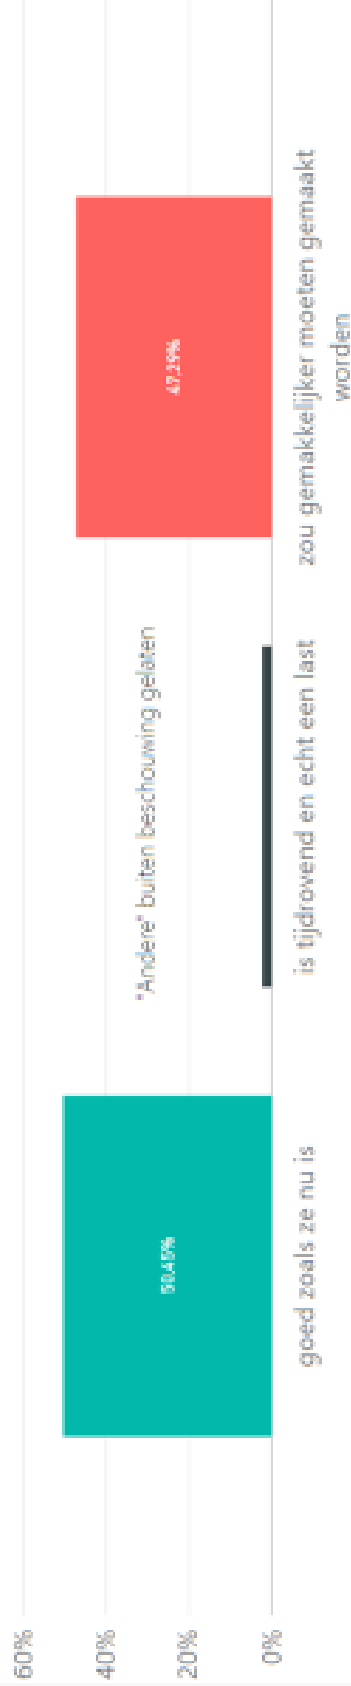 60%
40%
20%
0%
50,45%
47,29%
"Andere" buiten beschouwing gelaten
goed zoals ze nu is
is tijdrovend en echt een last
zou gemakkelijker moeten gemaakt
worden